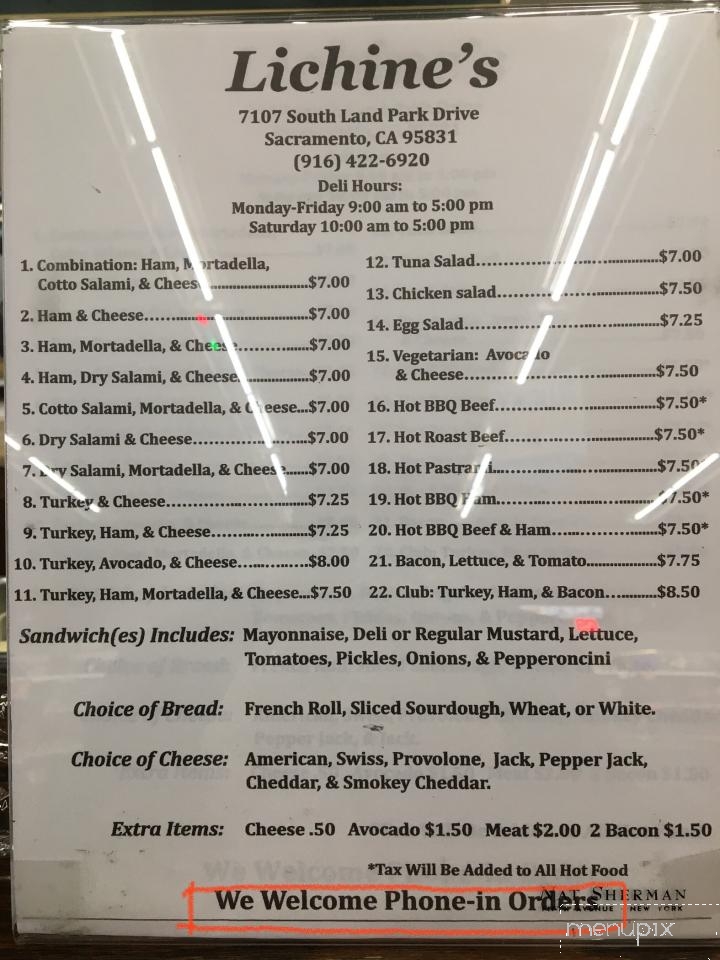 Lichine's
7107 South Land Park Drive
Sacramento, CA 95831
(916) 422-6920
Deli Hours:
Monday-Friday 9:00 am to 5:00 pm
Saturday 10:00 am to 5:00 pm
1. Combination: Ham, Mortadella,
Cotto Salami, & Cheese..........................$7.00
2. Ham & Cheese......................................$7.00
3. Ham, Mortadella, & Cheese................$7.00
4. Ham, Dry Salami, & Cheese................$7.00
5. Cotto Salami, Mortadella, & Cheese...$7.00
6. Dry Salami & Cheese...........................$7.00
7. Dry Salami, Mortadella, & Cheese......$7.00
8. Turkey & Cheese..................................$7.25
9. Turkey, Ham, & Cheese.......................$7.25
10. Turkey, Avocado, & Cheese..............$8.00
11. Turkey, Ham, Mortadella, & Cheese...$7.50
12. Tuna Salad..........................................$7.00
13. Chicken salad.....................................$7.50
14. Egg Salad............................................$7.25
15. Vegetarian: Avocado
& Cheese............................................$7.50
16. Hot BBQ Beef.....................................$7.50*
17. Hot Roast Beef...................................$7.50*
18. Hot Pastrami......................................$7.50*
19. Hot BBQ Ham.....................................$7.50*
20. Hot BBQ Beef & Ham.........................$7.50*
21. Bacon, Lettuce, & Tomato....................$7.75
22. Club: Turkey, Ham, & Bacon.............$8.50
Sandwich(es) Includes: Mayonnaise, Deli or Regular Mustard, Lettuce,
Tomatoes, Pickles, Onions, & Pepperoncini
Choice of Bread: French Roll, Sliced Sourdough, Wheat, or White.
Choice of Cheese: American, Swiss, Provolone, Jack, Pepper Jack,
Cheddar, & Smokey Cheddar.
Extra Items: Cheese .50 Avocado $1.50 Meat $2.00 2 Bacon $1.50
*Tax Will Be Added to All Hot Food
We Welcome Phone-in Orders
NAT SHERMAN
AVENUE NEW YORK
menupix